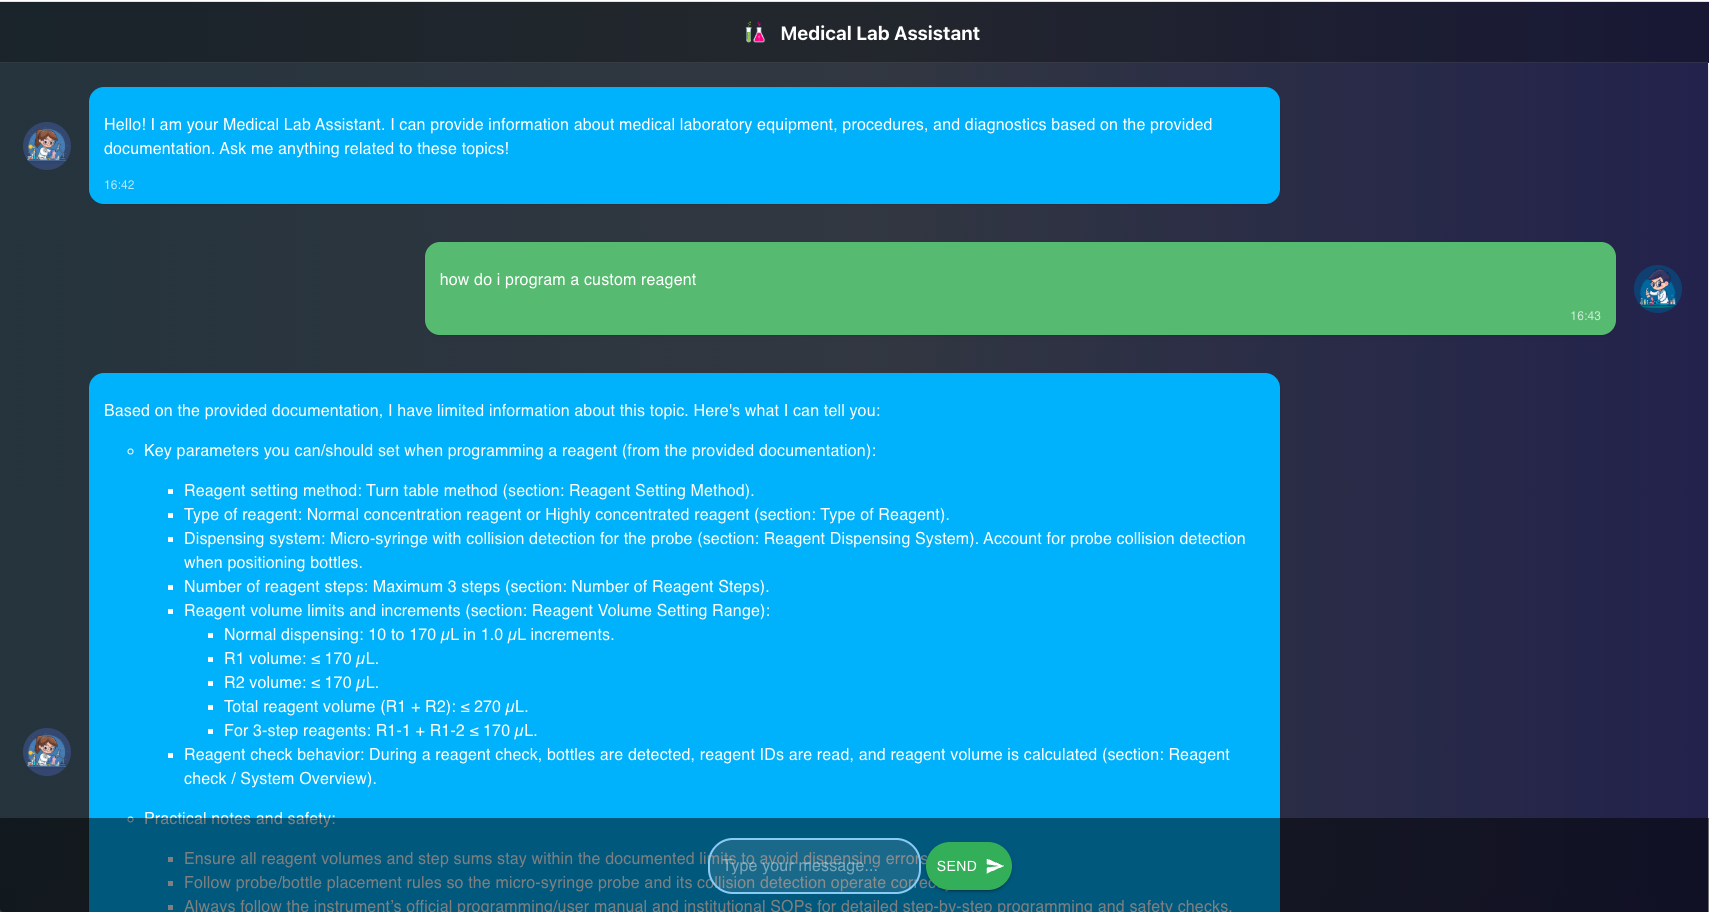 Medical Lab Assistant
Hello! I am your Medical Lab Assistant. I can provide information about medical laboratory equipment, procedures, and diagnostics based on the provided
documentation. Ask me anything related to these topics!
16:42
how do i program a custom reagent
16:43
Based on the provided documentation, I have limited information about this topic. Here's what I can tell you:
Key parameters you can/should set when programming a reagent (from the provided documentation):
Reagent setting method: Turn table method (section: Reagent Setting Method).
Type of reagent: Normal concentration reagent or Highly concentrated reagent (section: Type of Reagent).
Dispensing system: Micro-syringe with collision detection for the probe (section: Reagent Dispensing System). Account for probe collision detection
when positioning bottles.
Number of reagent steps: Maximum 3 steps (section: Number of Reagent Steps).
Reagent volume limits and increments (section: Reagent Volume Setting Range):
Normal dispensing: 10 to 170 µL in 1.0 µL increments.
R1 volume: ≤ 170 µL.
R2 volume: ≤ 170 µL.
Total reagent volume (R1 + R2): ≤ 270 µL.
For 3-step reagents: R1-1 + R1-2 ≤ 170 µL.
Reagent check behavior: During a reagent check, bottles are detected, reagent IDs are read, and reagent volume is calculated (section: Reagent
check / System Overview).
Practical notes and safety:
Ensure all reagent volumes and step sums stay within the documented limits to avoid dispensing errors
Type your message...
SEND
Follow probe/bottle placement rules so the micro-syringe probe and its collision detection operate
Always follow the instrument's official programming/user manual and institutional SOPs for detailed step-by-step programming and safety checks.